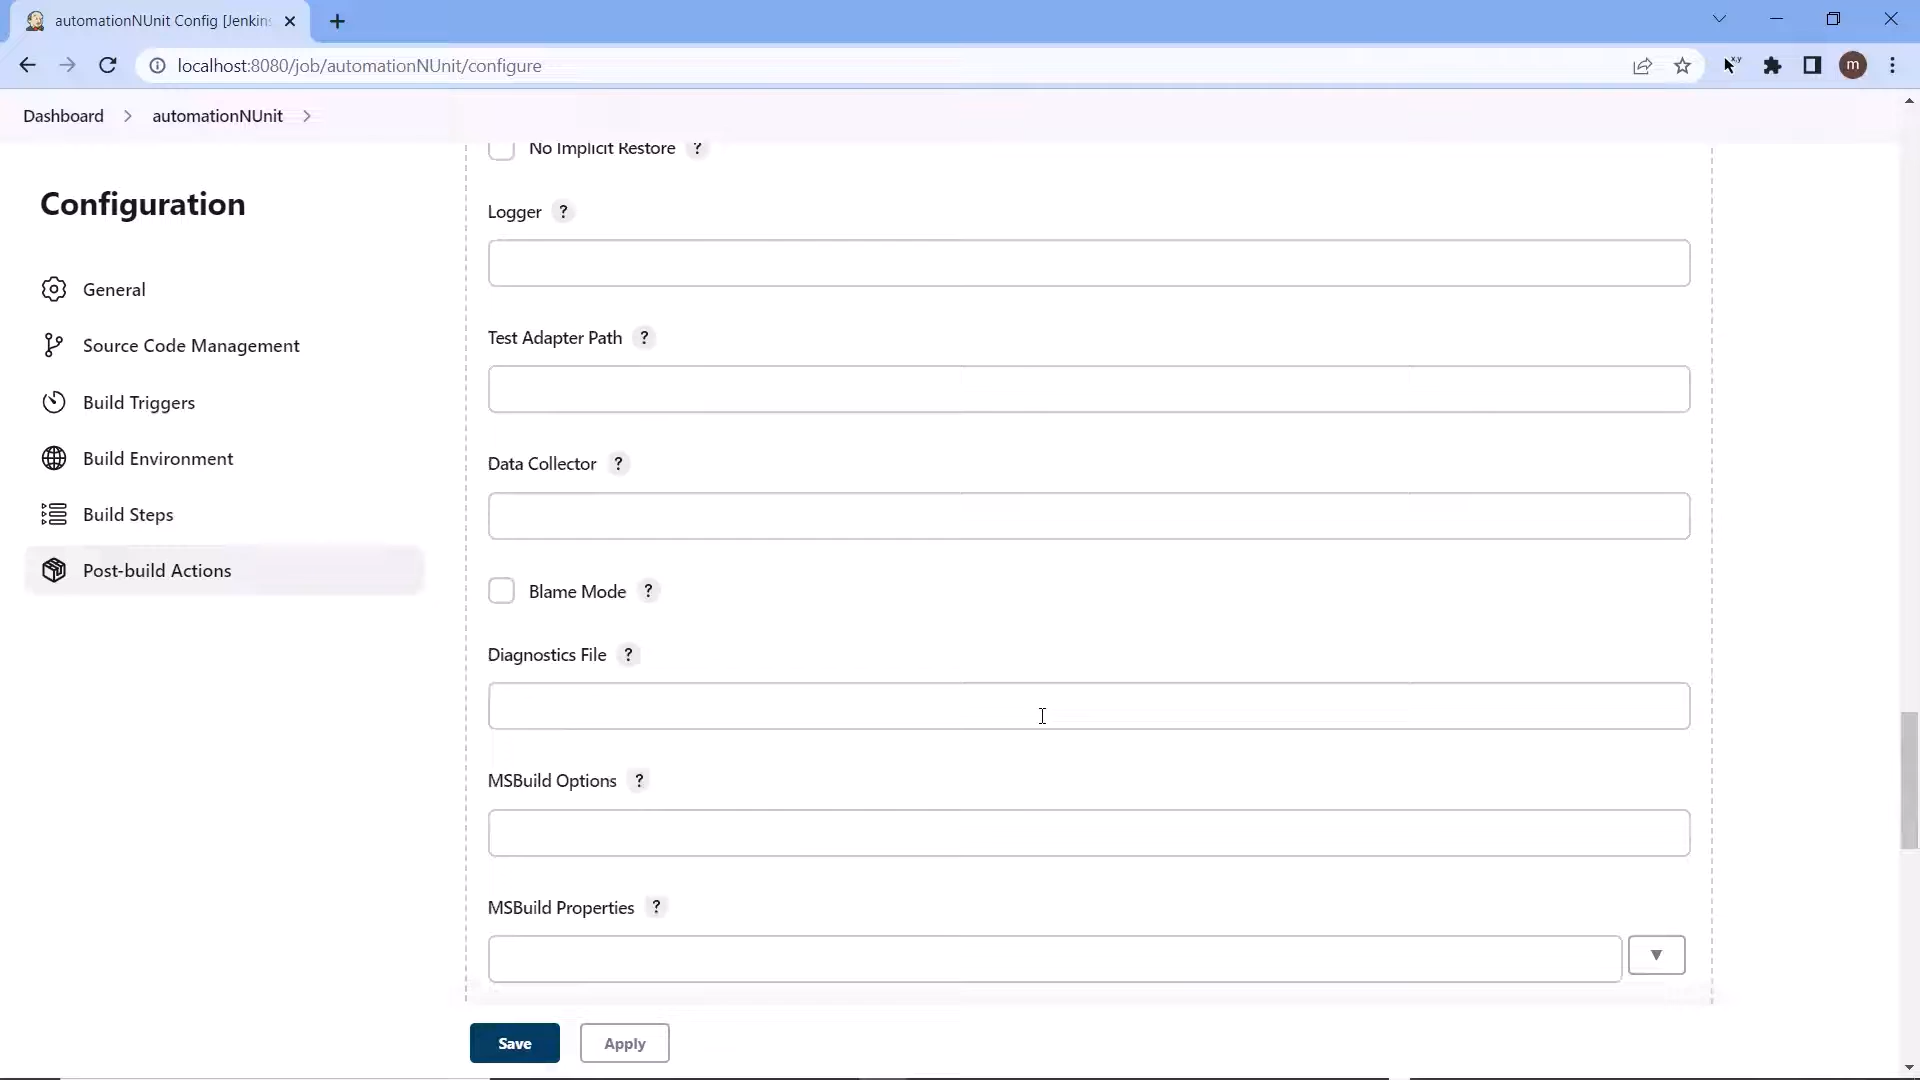 automationNUnit Config [Jenkins
localhost:8080/job/automationNUnit/configure
m
Dashboard > automationNUnit >
Configuration
General
Source Code Management
Build Triggers
Build Environment
Build Steps
Post-build Actions
No Implicit Restore ?
Logger ?
Test Adapter Path ?
Data Collector ?
Blame Mode ?
Diagnostics File ?
MSBuild Options ?
MSBuild Properties ?
Save
Apply